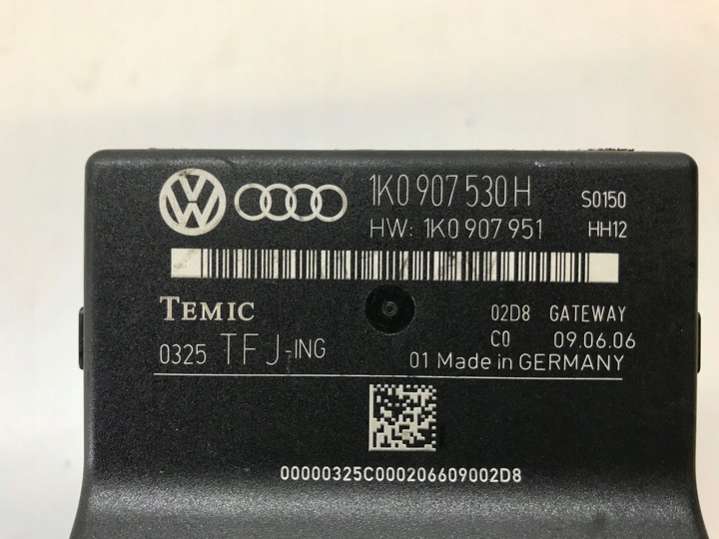 1K0 907 530 H S0150
HW: 1K0 907 951 HH12
TEMIC 02D8 GATEWAY
C0 09.06.06
0325 TFJ-ING 01 Made in GERMANY
00000325C000206609002D8